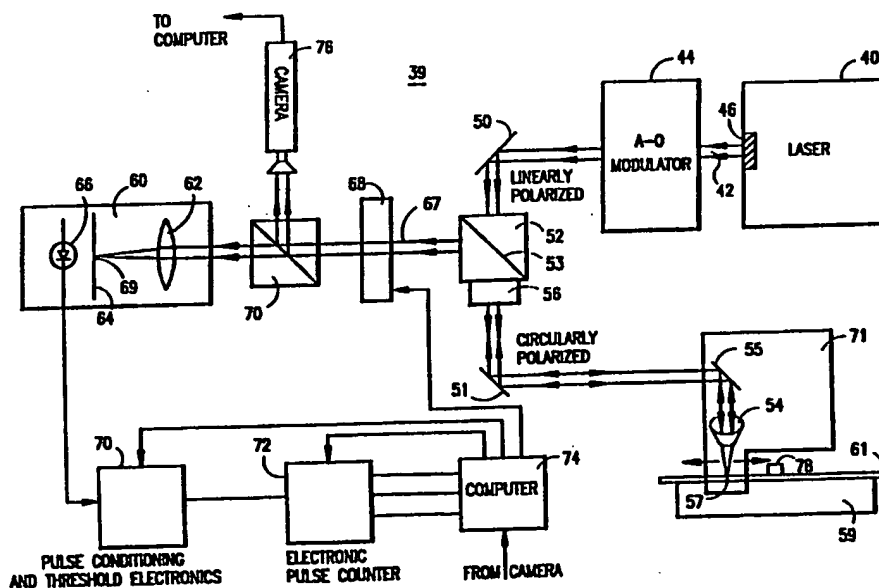 TO
COMPUTER
76
CAMERA
39
44
40
50
46
A-O
MODULATOR
LASER
42
LINEARLY
POLARIZED
66
60
62
68
67
52
53
69
64
70
56
CIRCULARLY
POLARIZED
55
71
51
54
70
72
74
COMPUTER
78
61
57
59
PULSE CONDITIONING
AND THRESHOLD ELECTRONICS
ELECTRONIC
PULSE COUNTER
FROM CAMERA